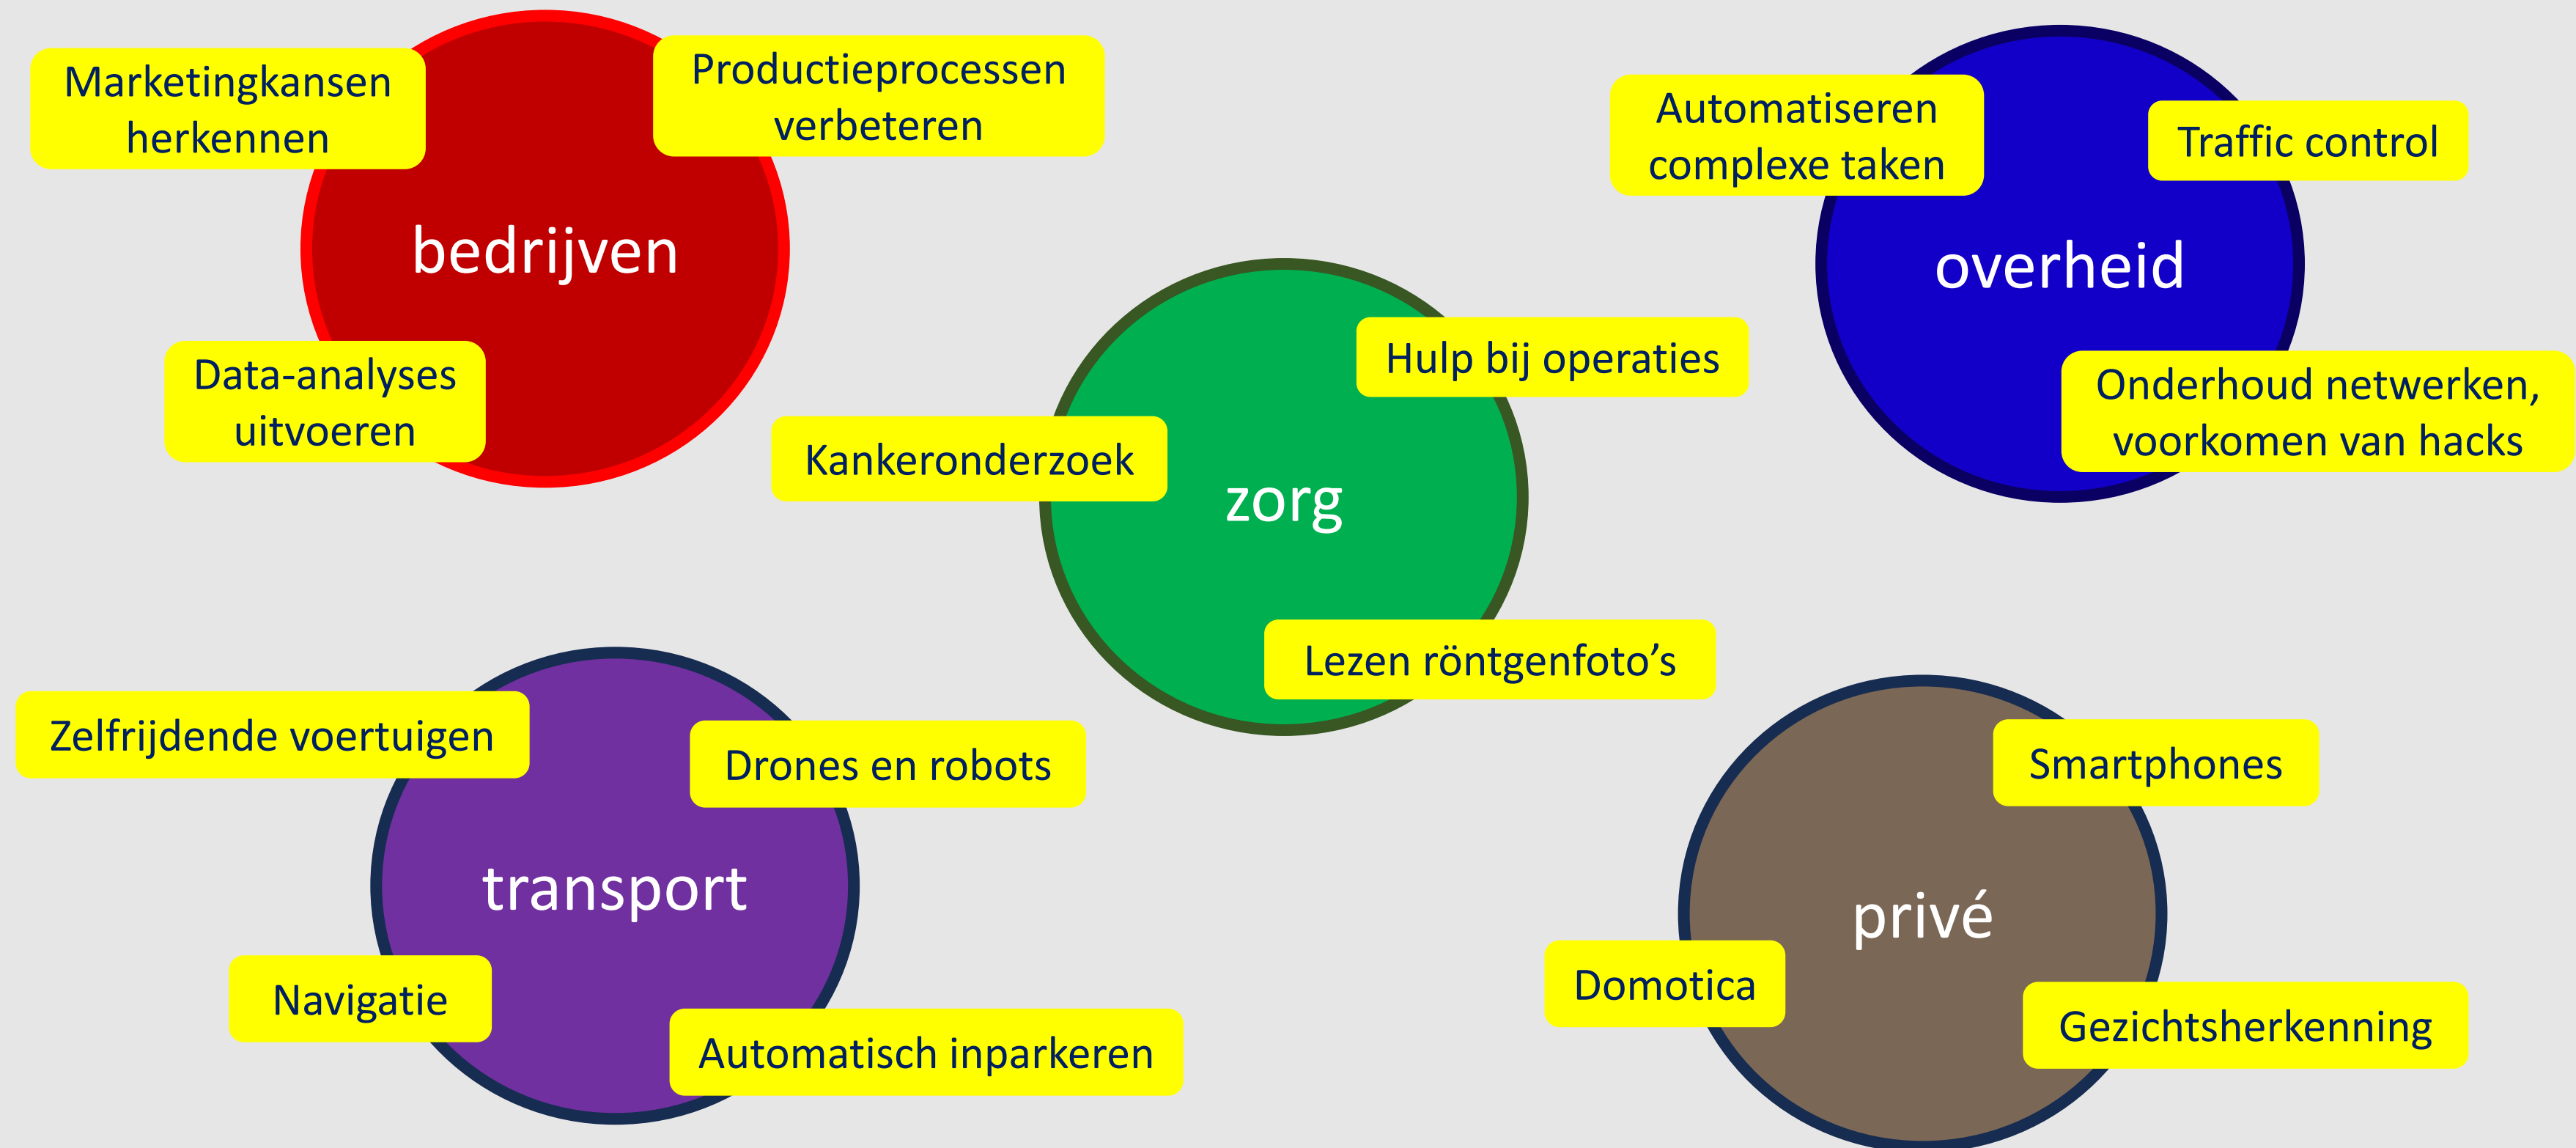 Marketingkansen
herkennen
Productieprocessen
verbeteren
bedrijven
Data-analyses
uitvoeren
Automatiseren
complexe taken
Traffic control
overheid
Onderhoud netwerken,
voorkomen van hacks
Hulp bij operaties
Kankeronderzoek
zorg
Lezen röntgenfoto’s
Zelfrijdende voertuigen
Drones en robots
transport
Navigatie
Automatisch inparkeren
Smartphones
privé
Domotica
Gezichtsherkenning